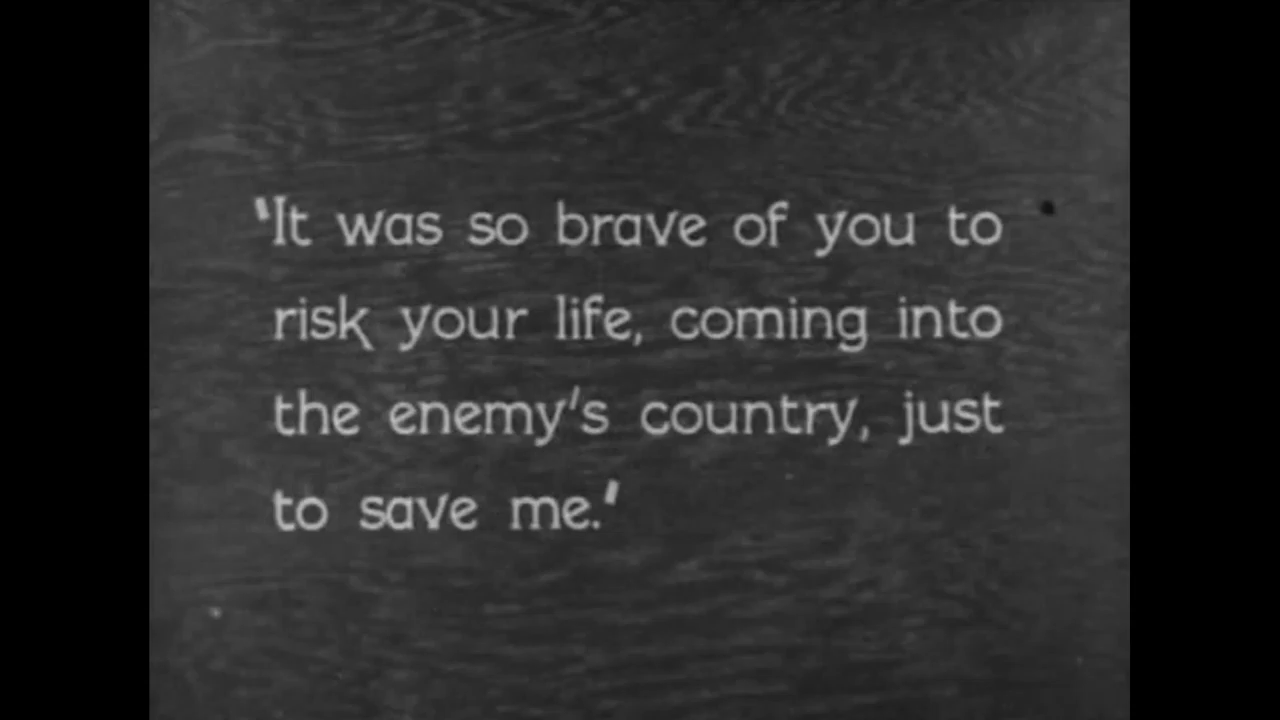 'It was so brave of you to
risk your life, coming into
the enemy's country, just
to save me.'